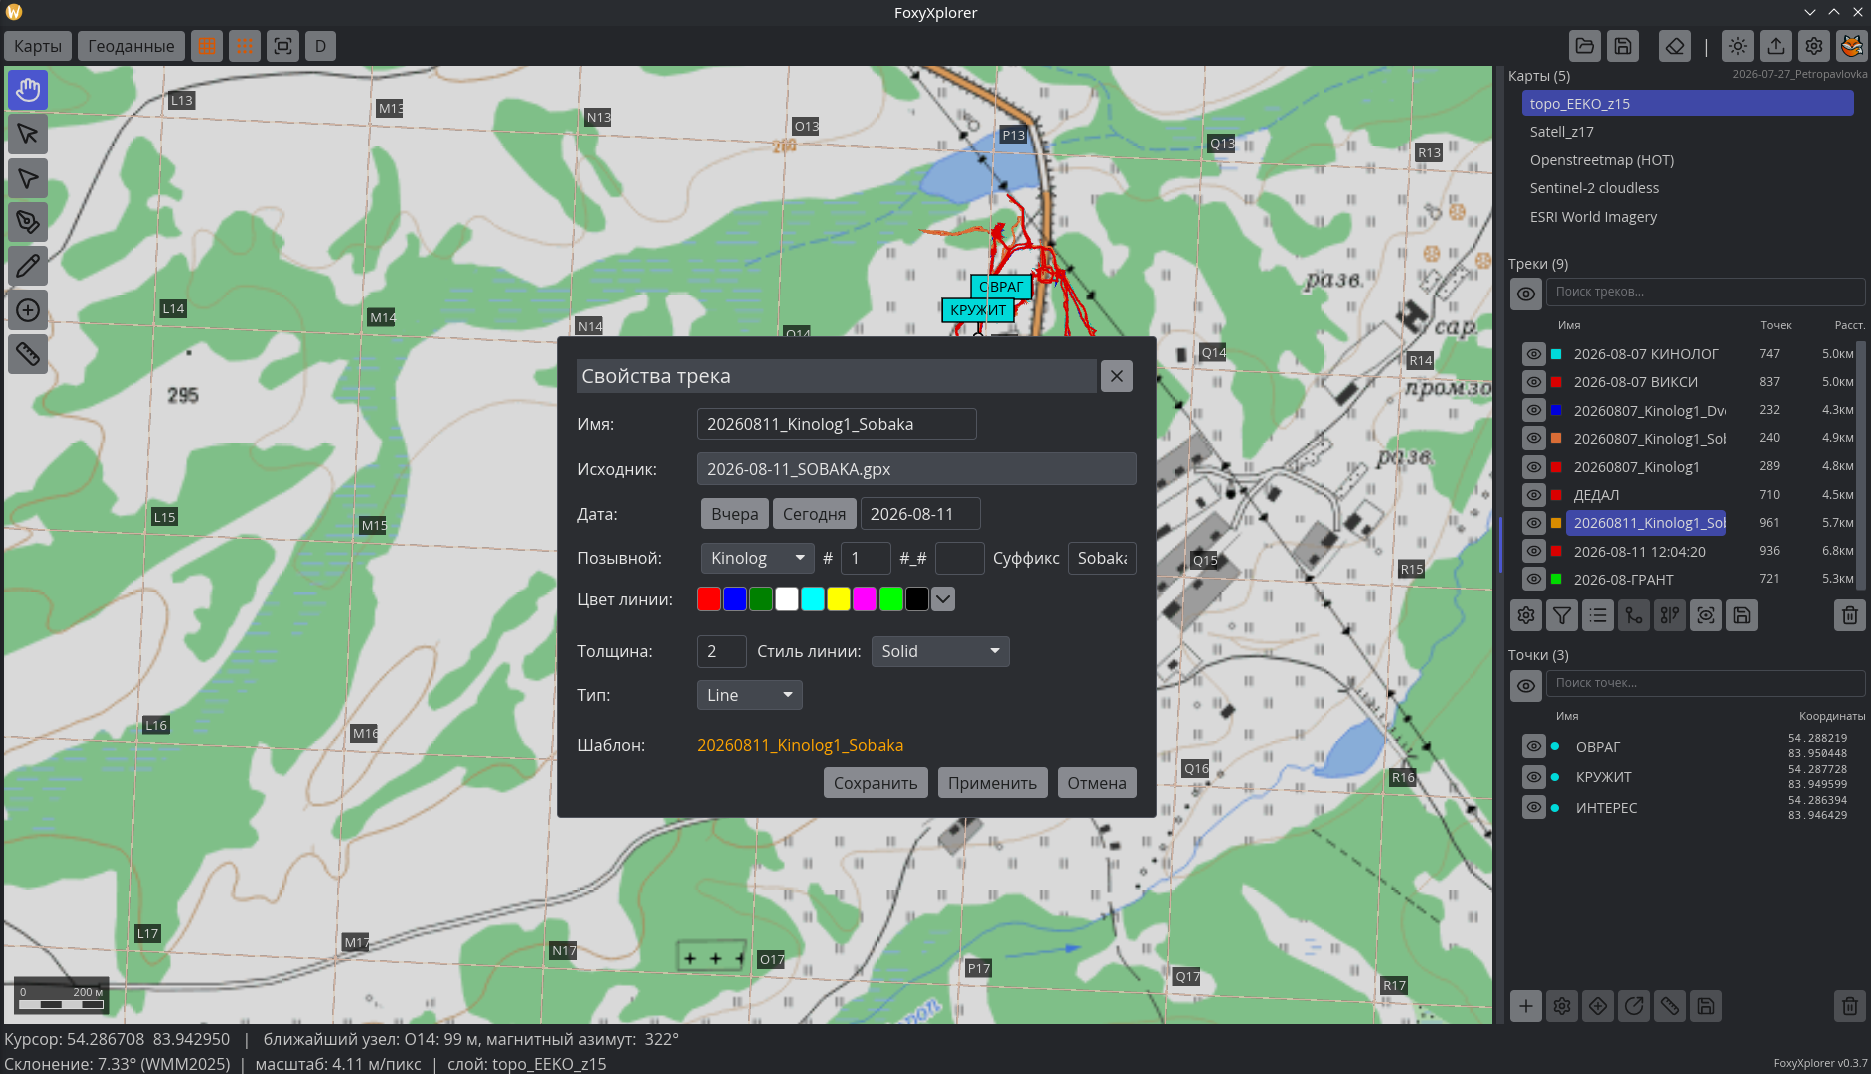 FoxyXplorer
Карты Геоданные D |
L13 M13 N13 O13 P13 Q13 R13
200
ОВРАГ
КРУЖИТ
разв.
сар.
L14 M14 N14 O14 Q14 R14
295
промзо
разв.
L15 M15 Q15 R15
L16 M16 Q16 R16
L17 M17 N17 O17 P17 Q17 R17
0 200 м
Свойства трека
Имя: 20260811_Kinolog1_Sobaka
Исходник: 2026-08-11_SOBAKA.gpx
Дата: Вчера Сегодня 2026-08-11
Позывной: Kinolog # 1 #_# Суффикс Sobaka
Цвет линии:
Толщина: 2 Стиль линии: Solid
Тип: Line
Шаблон: 20260811_Kinolog1_Sobaka
Сохранить Применить Отмена
Карты (5) 2026-07-27_Petropavlovka
topo_EEKO_z15
Satell_z17
Openstreetmap (HOT)
Sentinel-2 cloudless
ESRI World Imagery
Треки (9)
Поиск треков...
Имя Точек Расст.
2026-08-07 КИНОЛОГ 747 5.0км
2026-08-07 ВИКСИ 837 5.0км
20260807_Kinolog1_Dv 232 4.3км
20260807_Kinolog1_Sob 240 4.9км
20260807_Kinolog1 289 4.8км
ДЕДАЛ 710 4.5км
20260811_Kinolog1_Sob 961 5.7км
2026-08-11 12:04:20 936 6.8км
2026-08-ГРАНТ 721 5.3км
Точки (3)
Поиск точек...
Имя Координаты
ОВРАГ 54.288219
83.950448
КРУЖИТ 54.287728
83.949599
ИНТЕРЕС 54.286394
83.946429
Курсор: 54.286708 83.942950 | ближайший узел: O14: 99 м, магнитный азимут: 322°
Склонение: 7.33° (WMM2025) | масштаб: 4.11 м/пикс | слой: topo_EEKO_z15
FoxyXplorer v0.3.7